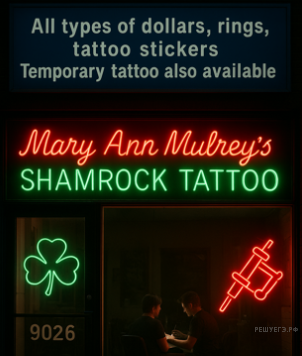 All types of dollars, rings,
tattoo stickers
Temporary tattoo also available
Mary Ann Mulrey's
SHAMROCK TATTOO
9026
РЕШУЕГЭ.РФ